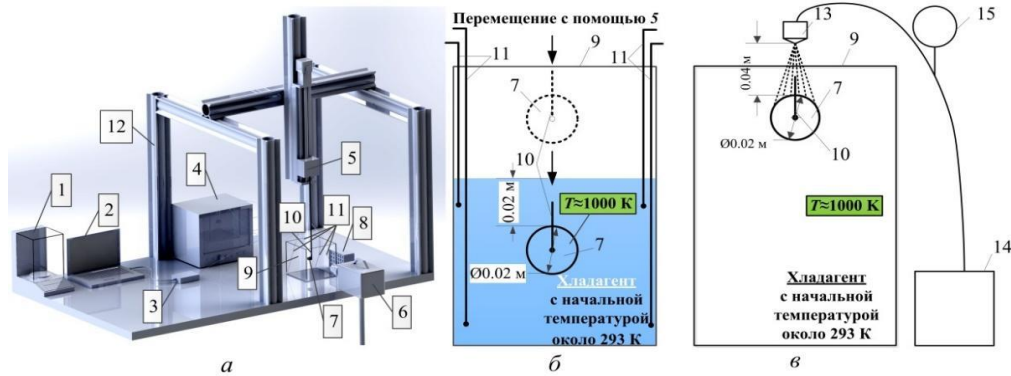 1
2
3
4
5
6
7
8
9
10
11
12
а
Перемещение с помощью 5
11
9
11
7
10
0.02 м
T≈1000 К
7
Ø0.02 м
Хладагент
с начальной
температурой
около 293 К
б
13
15
9
0.04 м
7
Ø0.02 м
10
T≈1000 К
14
Хладагент
с начальной
температурой
около 293 К
в